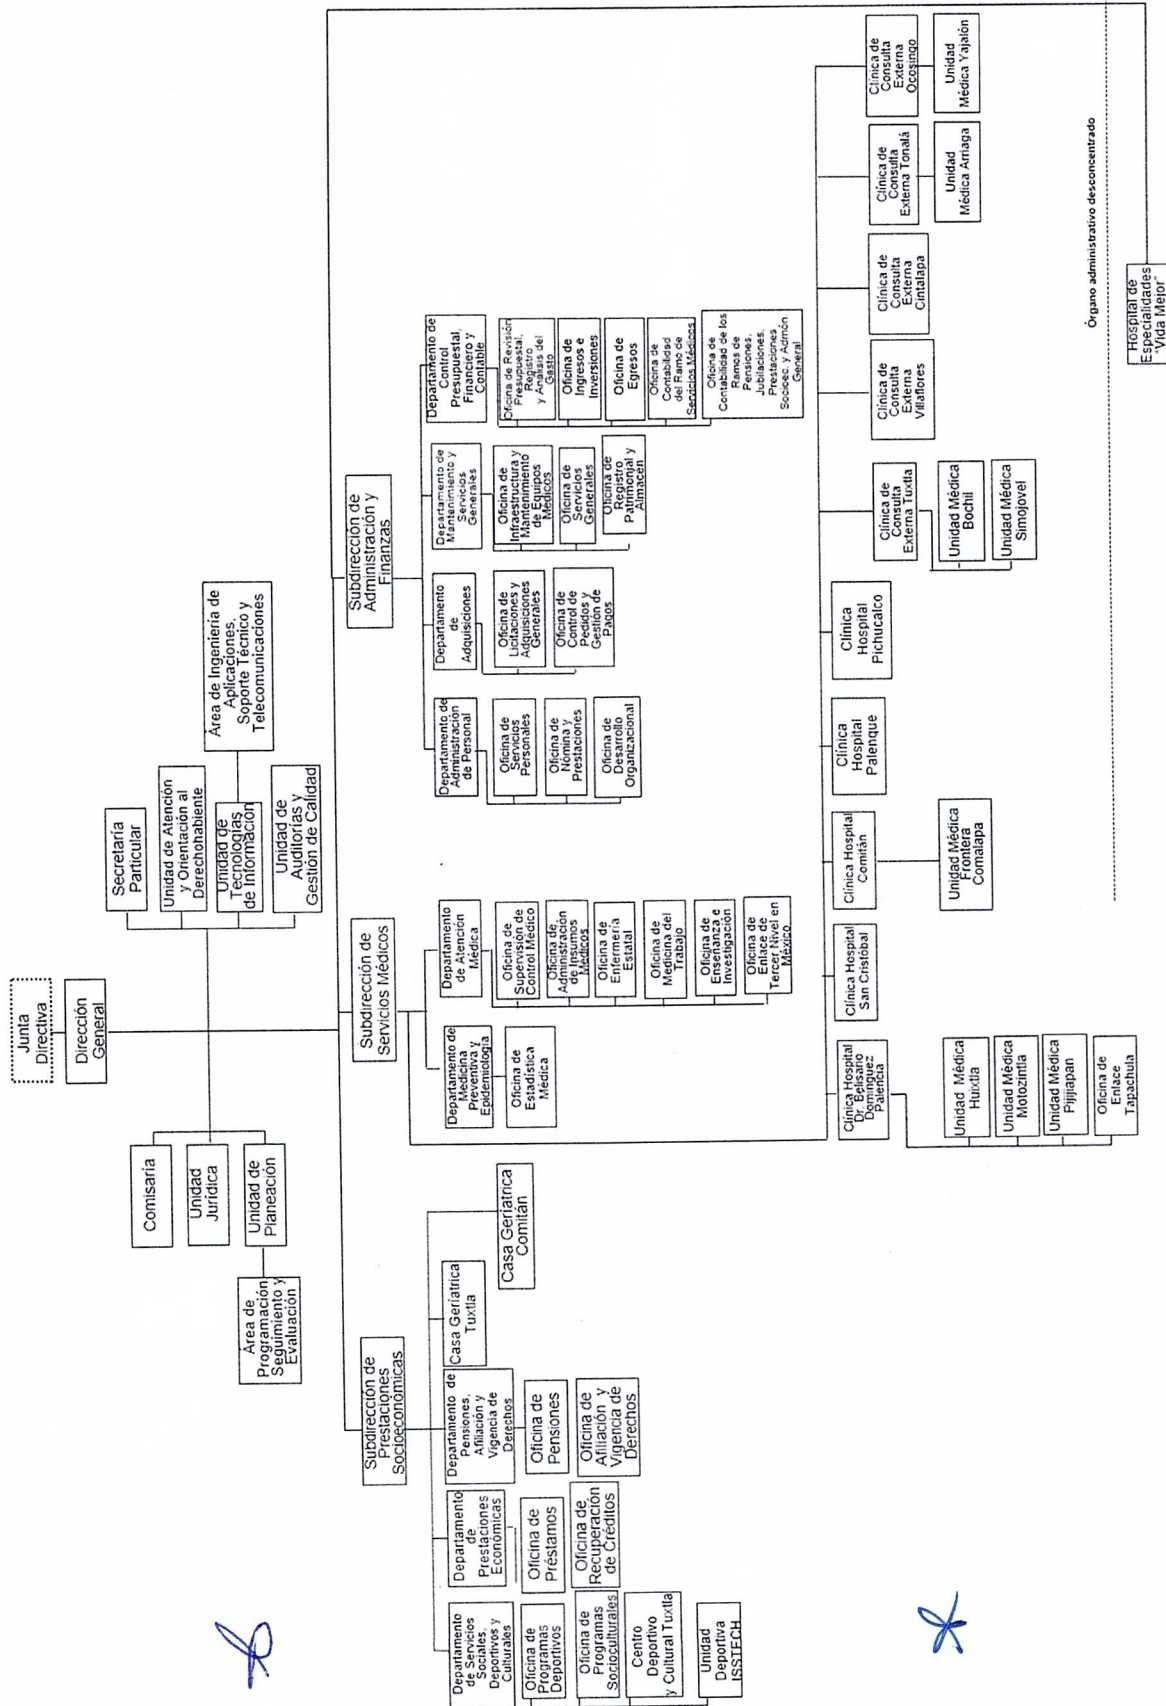 Junta
Directiva
Dirección
General
Comisaría
Unidad
Jurídica
Unidad de
Planeación
Área de
Programación
Seguimiento y
Evaluación
Secretaría
Particular
Unidad de Atención
y Orientación al
Derechohabiente
Unidad de
Tecnologías
de Información
Unidad de
Auditorías y
Gestión de Calidad
Área de Ingeniería de
Aplicaciones,
Soporte Técnico y
Telecomunicaciones
Subdirección de
Prestaciones
Socioeconómicas
Departamento
de Servicios
Sociales,
Deportivos y
Culturales
Oficina de
Programas
Deportivos
Oficina de
Programas
Socioculturales
Centro
Deportivo
y Cultural Tuxtla
Unidad
Deportiva
ISSTECH
Departamento
de
Prestaciones
Económicas
Oficina de
Préstamos
Oficina de
Recuperación
de Créditos
Departamento de
Pensiones,
Afiliación y
Vigencia de
Derechos
Oficina de
Pensiones
Oficina de
Afiliación y
Vigencia de
Derechos
Casa Geríatrica
Tuxtla
Casa Geríatrica
Comitán
Subdirección de
Servicios Médicos
Departamento de
Medicina
Preventiva y
Epidemiología
Oficina de
Estadística
Médica
Departamento
de Atención
Médica
Oficina de
Supervisión de
Control Médico
Oficina de
Administración
de Insumos
Médicos
Oficina de
Enfermería
Estatal
Oficina de
Medicina del
Trabajo
Oficina de
Enseñanza e
Investigación
Oficina de
Enlace de
Tercer Nivel en
México
Subdirección de
Administración y
Finanzas
Departamento de
Administración
de Personal
Oficina de
Servicios
Personales
Oficina de
Nómina y
Prestaciones
Oficina de
Desarrollo
Organizacional
Departamento
de
Adquisiciones
Oficina de
Licitaciones y
Adquisiciones
Generales
Oficina de
Control de
Pedidos y
Gestión de
Pagos
Departamento de
Mantenimiento y
Servicios
Generales
Oficina de
Infraestructura y
Mantenimiento
de Equipos
Médicos
Oficina de
Servicios
Generales
Oficina de
Registro
Patrimonial y
Almacen
Departamento de
Control
Presupuestal,
Financiero y
Contable
Oficina de Revisión
Presupuestal,
Registro
y Análisis del
Gasto
Oficina de
Ingresos e
Inversiones
Oficina de
Egresos
Oficina de
Contabilidad
del Ramo de
Servicios Médicos
Oficina de
Contabilidad de los
Ramos de
Pensiones,
Jubilaciones,
Prestaciones
Socioec. y Admón.
General
Clínica Hospital
Dr. Belisario
Domínguez
Palencia
Unidad Médica
Huixtla
Unidad Médica
Motozintla
Unidad Médica
Pijijiapan
Oficina de
Enlace
Tapachula
Clínica Hospital
San Cristóbal
Clínica Hospital
Comitán
Unidad Médica
Frontera
Comalapa
Clínica
Hospital
Palenque
Clínica
Hospital
Pichucalco
Clínica de
Consulta
Externa Tuxtla
Unidad Médica
Bochil
Unidad Médica
Simojovel
Clínica de
Consulta
Externa
Villaflores
Clínica de
Consulta
Externa
Cintalapa
Clínica de
Consulta
Externa Tonalá
Unidad
Médica Arriaga
Clínica de
Consulta
Externa
Ocosingo
Unidad
Médica Yajalón
Órgano administrativo desconcentrado
Hospital de
Especialidades
"Vida Mejor"